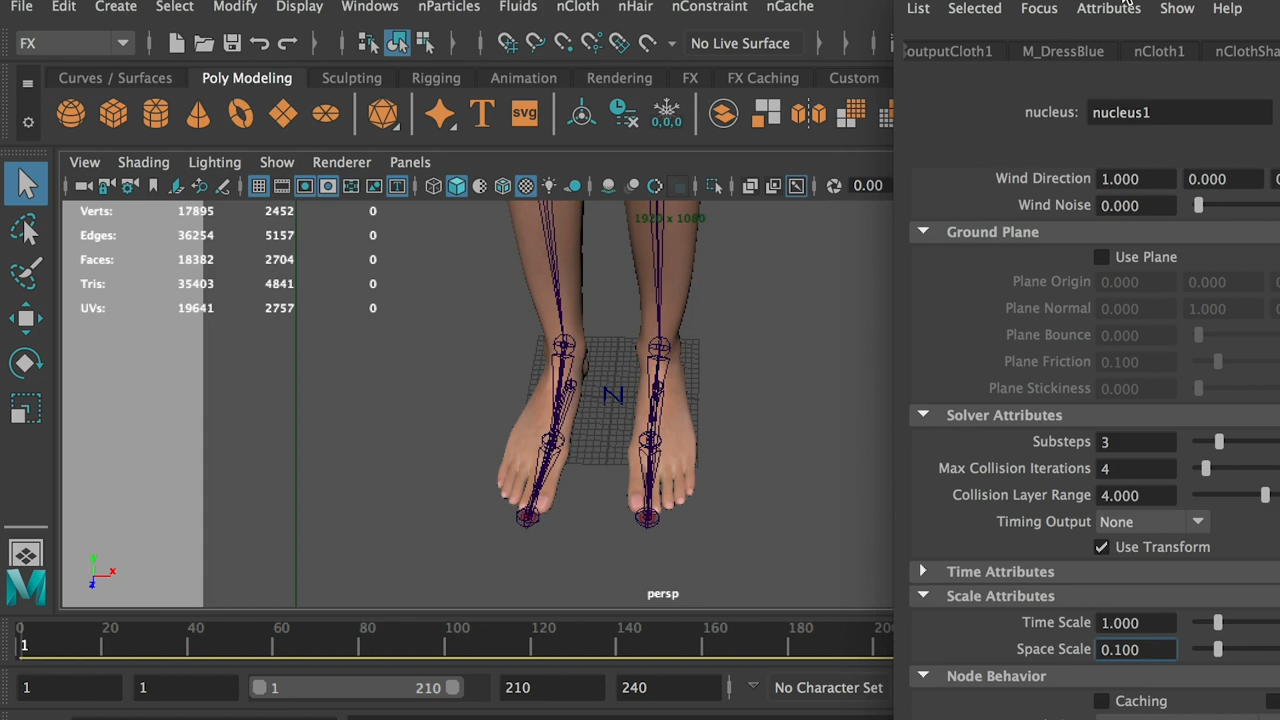 File Edit Create Select Modify Display Windows nParticles Fluids nCloth nHair nConstraint nCache
List Selected Focus Attributes Show Help
FX No Live Surface
outputCloth1 M_DressBlue nCloth1 nClothSha
Curves / Surfaces Poly Modeling Sculpting Rigging Animation Rendering FX FX Caching Custom
T svg 0,0,0
nucleus: nucleus1
View Shading Lighting Show Renderer Panels
0.00
Wind Direction 1.000 0.000
Wind Noise 0.000
Verts: 17895 2452 0
Edges: 36254 5157 0
Faces: 18382 2704 0
Tris: 35403 4841 0
UVs: 19641 2757 0
1920 x 1080
Ground Plane
Use Plane
Plane Origin 0.000 0.000
Plane Normal 0.000 1.000
Plane Bounce 0.000
Plane Friction 0.100
Plane Stickiness 0.000
N
Solver Attributes
Substeps 3
Max Collision Iterations 4
Collision Layer Range 4.000
Timing Output None
Use Transform
Time Attributes
Scale Attributes
Time Scale 1.000
Space Scale 0.100
Node Behavior
Caching
y x z
persp
M
0 20 40 60 80 100 120 140 160 180 20
1
1 1 1 210 210 240 No Character Set